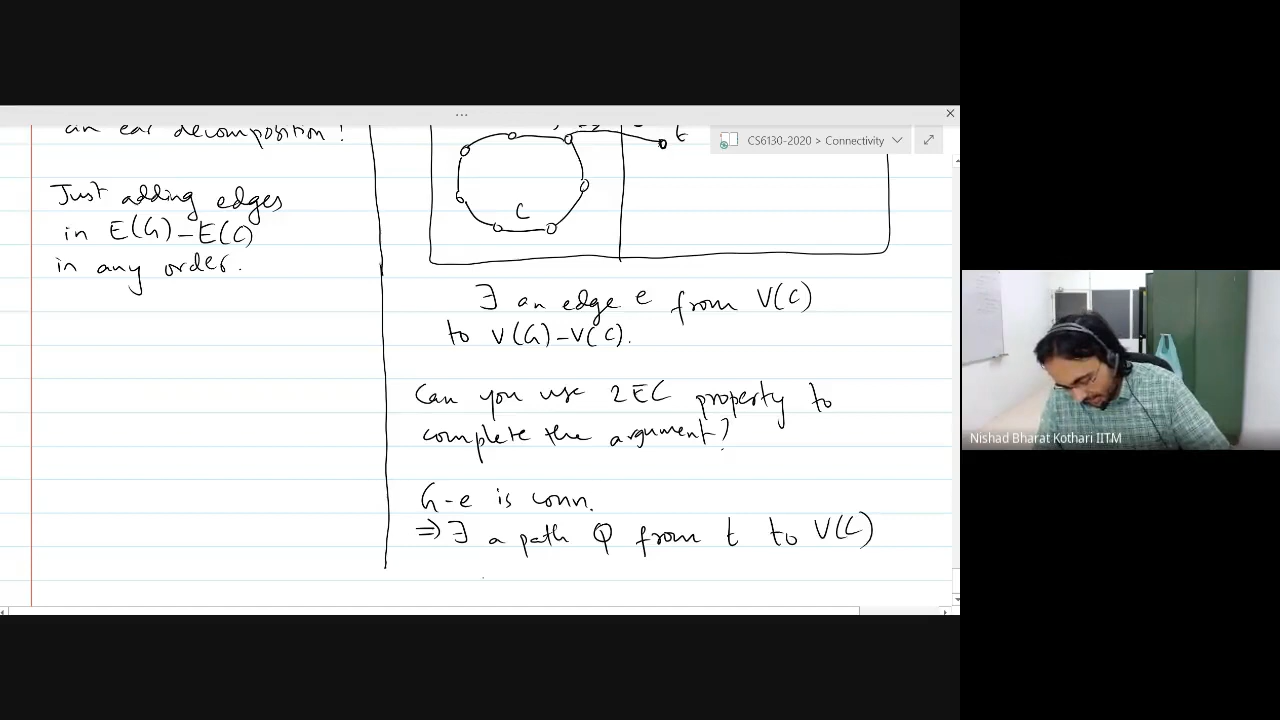 an ear decomposition!
Just adding edges
in E(G)-E(C)
in any order.
t
CS6130-2020 > Connectivity
C
∃ an edge e from V(C)
to V(G)-V(C).
Can you use 2EC property to
complete the argument?
G-e is conn.
⇒ ∃ a path Q from t to V(C)
Nishad Bharat Kothari IITM